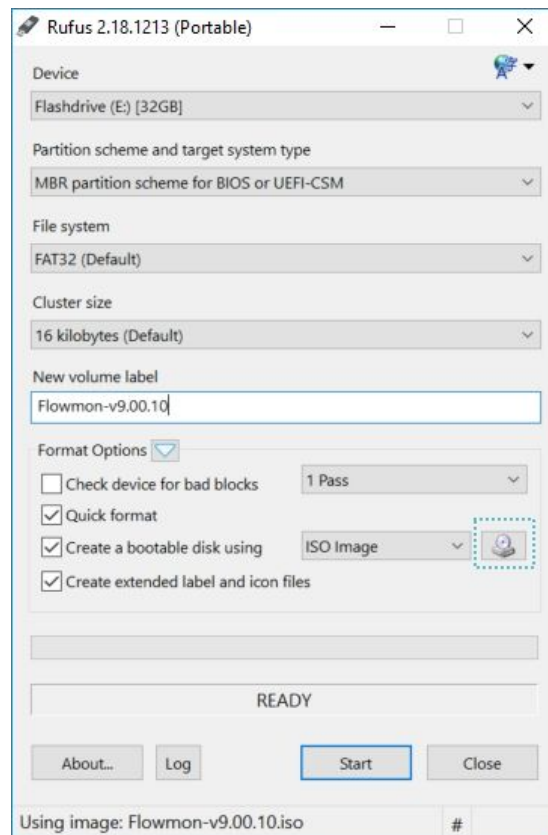 Rufus 2.18.1213 (Portable)
Device
Flashdrive (E:) [32GB]
Partition scheme and target system type
MBR partition scheme for BIOS or UEFI-CSM
File system
FAT32 (Default)
Cluster size
16 kilobytes (Default)
New volume label
Flowmon-v9.00.10
Format Options
Check device for bad blocks 1 Pass
Quick format
Create a bootable disk using ISO Image
Create extended label and icon files
READY
About... Log Start Close
Using image: Flowmon-v9.00.10.iso #